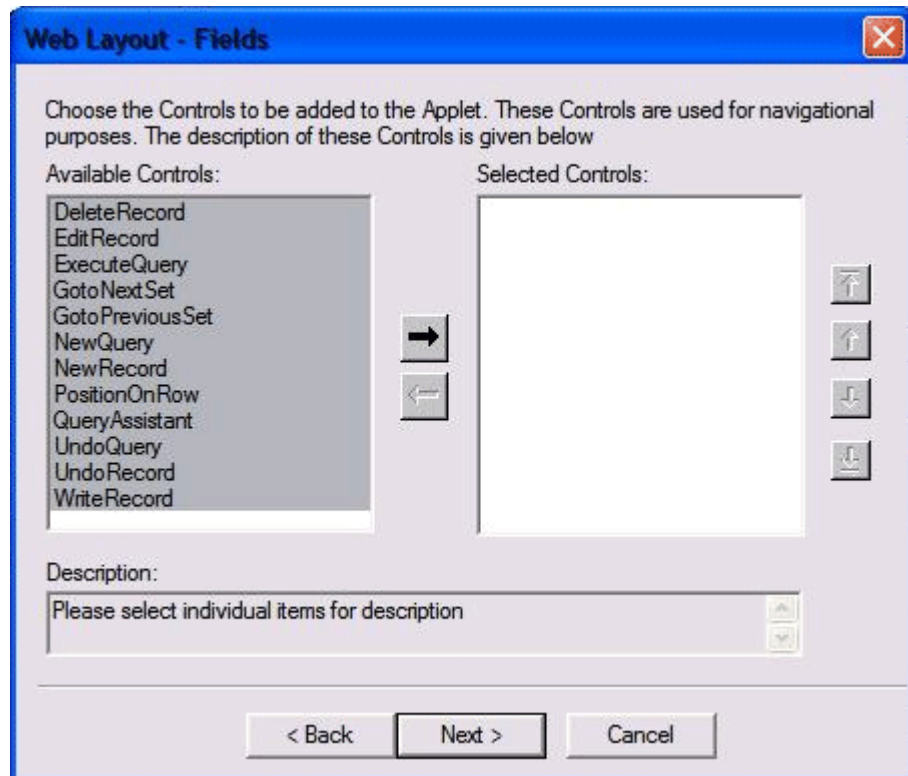 Web Layout - Fields
Choose the Controls to be added to the Applet. These Controls are used for navigational
purposes. The description of these Controls is given below
Available Controls:
Selected Controls:
DeleteRecord
EditRecord
ExecuteQuery
GotoNextSet
GotoPreviousSet
NewQuery
NewRecord
PositionOnRow
QueryAssistant
UndoQuery
UndoRecord
WriteRecord
Description:
Please select individual items for description
< Back
Next >
Cancel